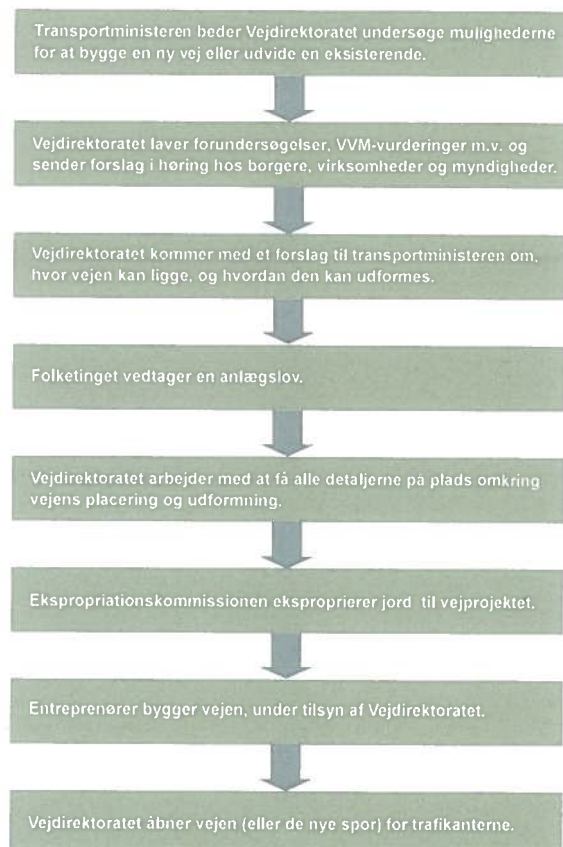 Transportministeren beder Vejdirektoratet undersøge mulighederne
for at bygge en ny vej eller udvide en eksisterende.
Vejdirektoratet laver forundersøgelser, VVM-vurderinger m.v. og
sender forslag i høring hos borgere, virksomheder og myndigheder.
Vejdirektoratet kommer med et forslag til transportministeren om,
hvor vejen kan ligge, og hvordan den kan udformes.
Folketinget vedtager en anlægslov.
Vejdirektoratet arbejder med at få alle detaljerne på plads omkring
vejens placering og udformning.
Ekspropriationskommissionen eksproprierer jord til vejprojektet.
Entreprenører bygger vejen, under tilsyn af Vejdirektoratet.
Vejdirektoratet åbner vejen (eller de nye spor) for trafikanterne.